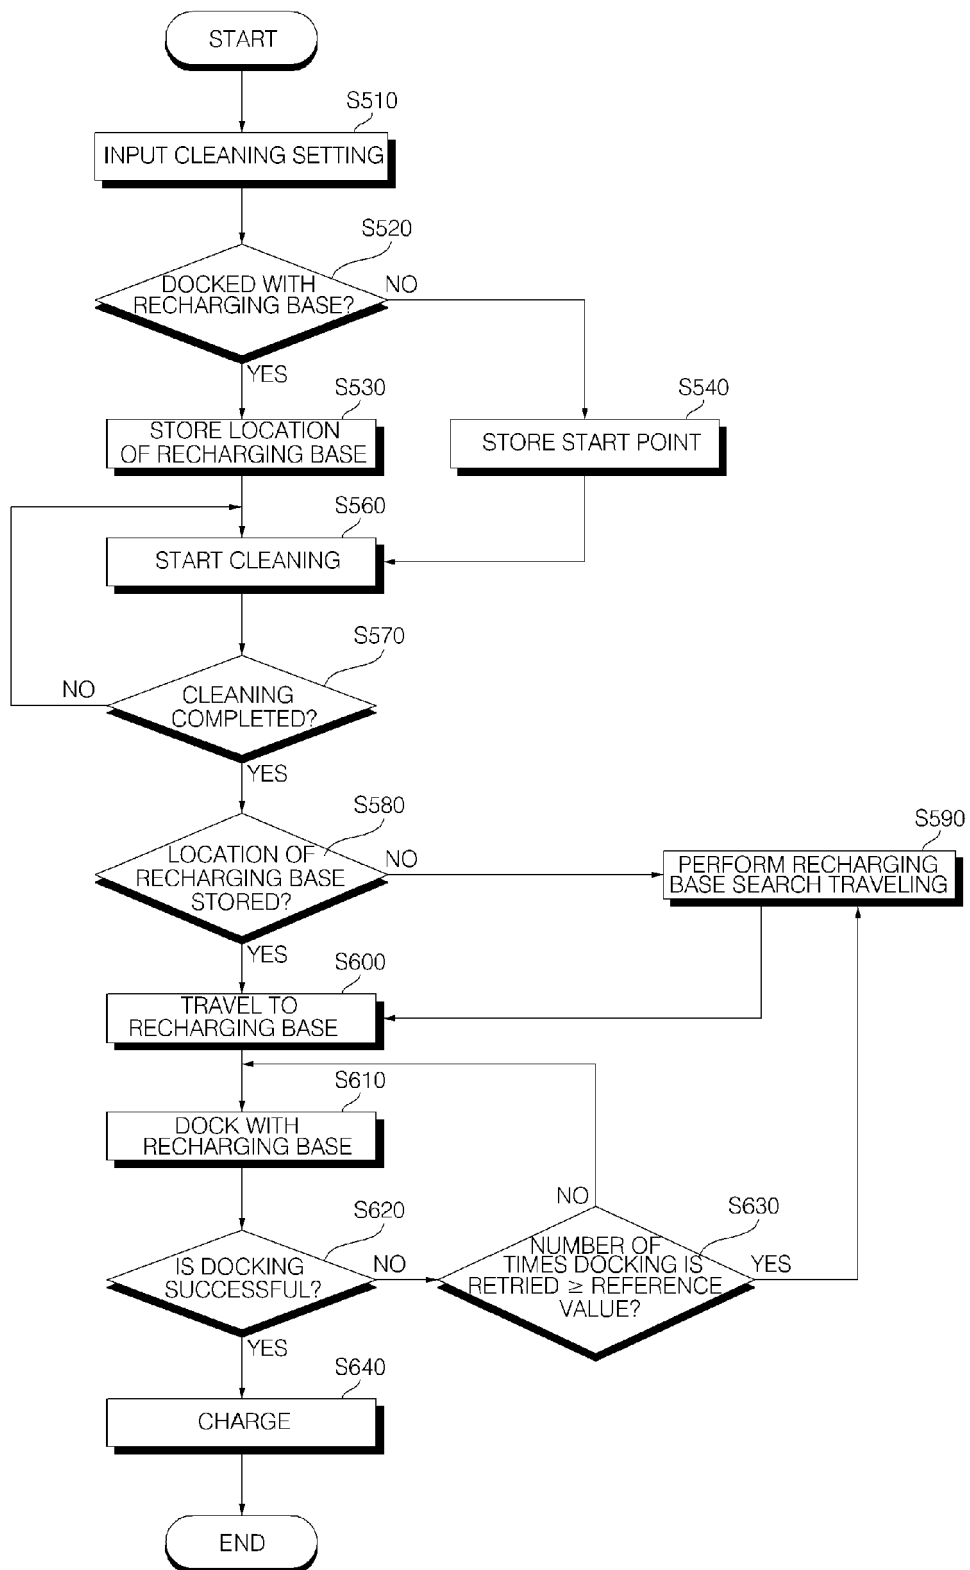 START
S510
INPUT CLEANING SETTING
S520
DOCKED WITH
RECHARGING BASE?
NO
YES
S530
STORE LOCATION
OF RECHARGING BASE
S540
STORE START POINT
S560
START CLEANING
S570
CLEANING
COMPLETED?
NO
YES
S580
LOCATION OF
RECHARGING BASE
STORED?
NO
YES
S590
PERFORM RECHARGING
BASE SEARCH TRAVELING
S600
TRAVEL TO
RECHARGING BASE
S610
DOCK WITH
RECHARGING BASE
S620
IS DOCKING
SUCCESSFUL?
NO
YES
S630
NUMBER OF
TIMES DOCKING IS
RETRIED ≥ REFERENCE
VALUE?
NO
YES
S640
CHARGE
END